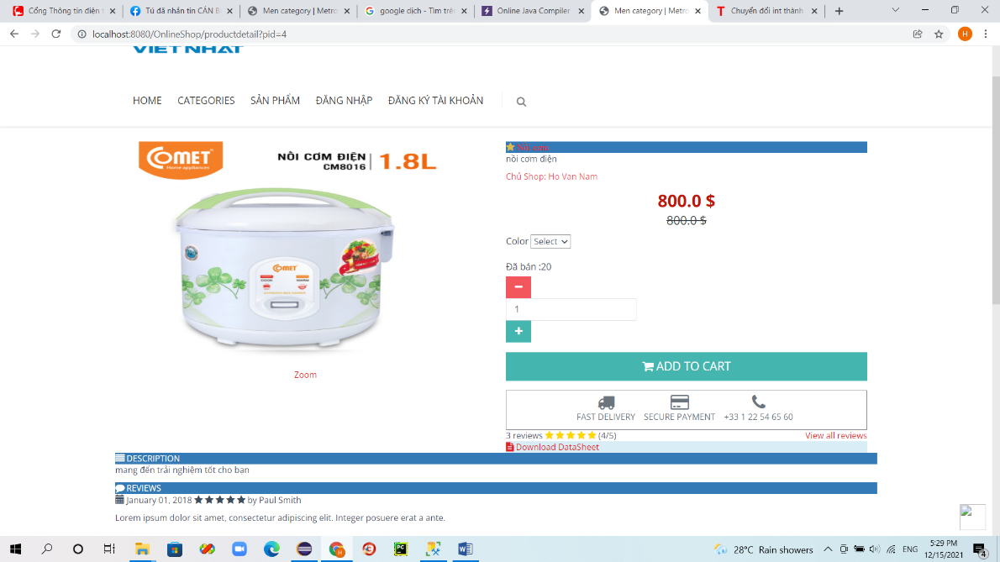 Cổng Thông tin điện t
Tú đã nhắn tin CÁN B
Men category | Metro
google dịch - Tìm trên
Online Java Compiler
Men category | Metro
Chuyển đổi int thành
localhost:8080/OnlineShop/productdetail?pid=4
H
VIET NHAT
HOME CATEGORIES SẢN PHẨM ĐĂNG NHẬP ĐĂNG KÝ TÀI KHOẢN
COMET
Home appliances
NỒI CƠM ĐIỆN
CM8016
1.8L
COMET
Zoom
Nồi cơm
nồi cơm điện
Chủ Shop: Ho Van Nam
800.0 $
800.0 $
Color Select
Đã bán :20
1
ADD TO CART
FAST DELIVERY SECURE PAYMENT +33 1 22 54 65 60
3 reviews (4/5) View all reviews
Download DataSheet
DESCRIPTION
mang đến trải nghiệm tốt cho bạn
REVIEWS
January 01, 2018 by Paul Smith
Lorem ipsum dolor sit amet, consectetur adipiscing elit. Integer posuere erat a ante.
28°C Rain showers
ENG
5:29 PM
12/15/2021
4